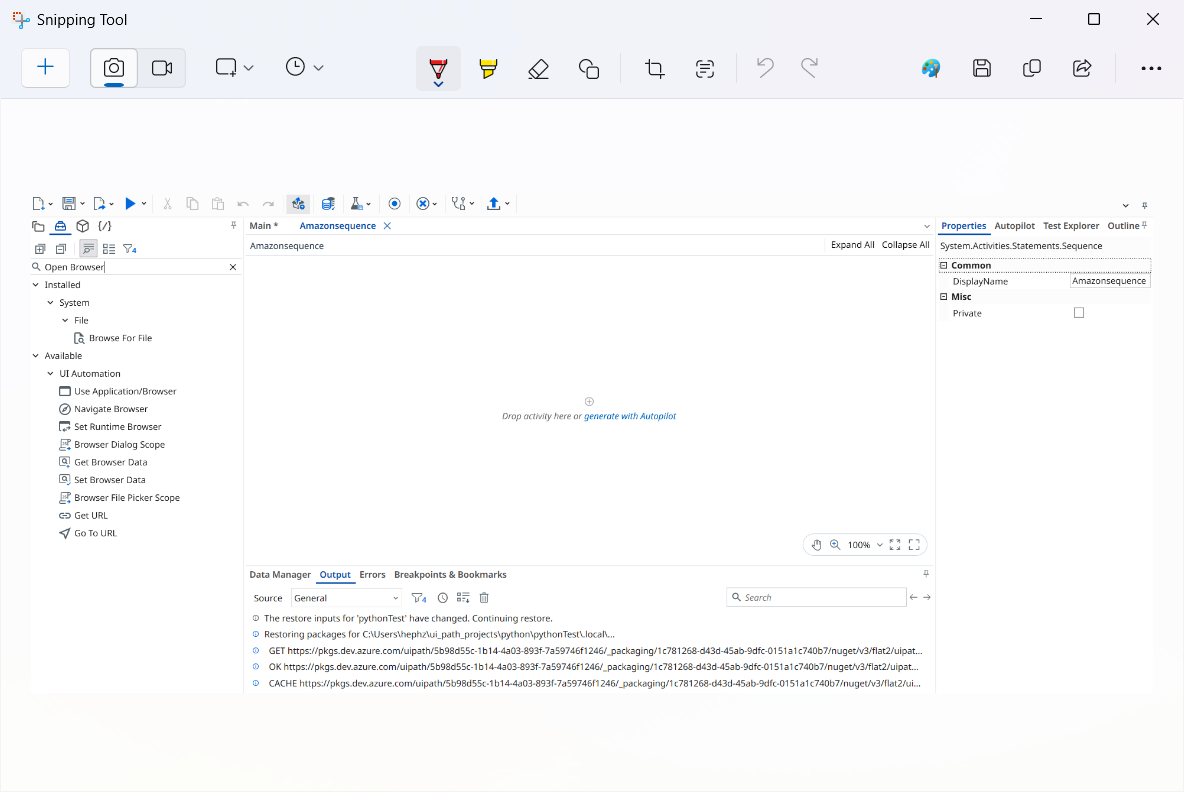 Snipping Tool
Main *
Amazonsequence
Properties
Autopilot
Test Explorer
Outline
Amazonsequence
Expand All
Collapse All
System.Activities.Statements.Sequence
Open Browser
Common
Installed
DisplayName
Amazonsequence
System
Misc
File
Private
Browse For File
Available
UI Automation
Use Application/Browser
Navigate Browser
Drop activity here or generate with Autopilot
Set Runtime Browser
Browser Dialog Scope
Get Browser Data
Set Browser Data
Browser File Picker Scope
Get URL
Go To URL
100%
Data Manager
Output
Errors
Breakpoints & Bookmarks
Source
General
Search
The restore inputs for 'pythonTest' have changed. Continuing restore.
Restoring packages for C:\Users\hephz\ui_path_projects\python\pythonTest\.local\...
GET https://pkgs.dev.azure.com/uipath/5b98d55c-1b14-4a03-893f-7a59746f1246/_packaging/1c781268-d43d-45ab-9dfc-0151a1c740b7/nuget/v3/flat2/uipat...
OK https://pkgs.dev.azure.com/uipath/5b98d55c-1b14-4a03-893f-7a59746f1246/_packaging/1c781268-d43d-45ab-9dfc-0151a1c740b7/nuget/v3/flat2/uipat...
CACHE https://pkgs.dev.azure.com/uipath/5b98d55c-1b14-4a03-893f-7a59746f1246/_packaging/1c781268-d43d-45ab-9dfc-0151a1c740b7/nuget/v3/flat2/ui...